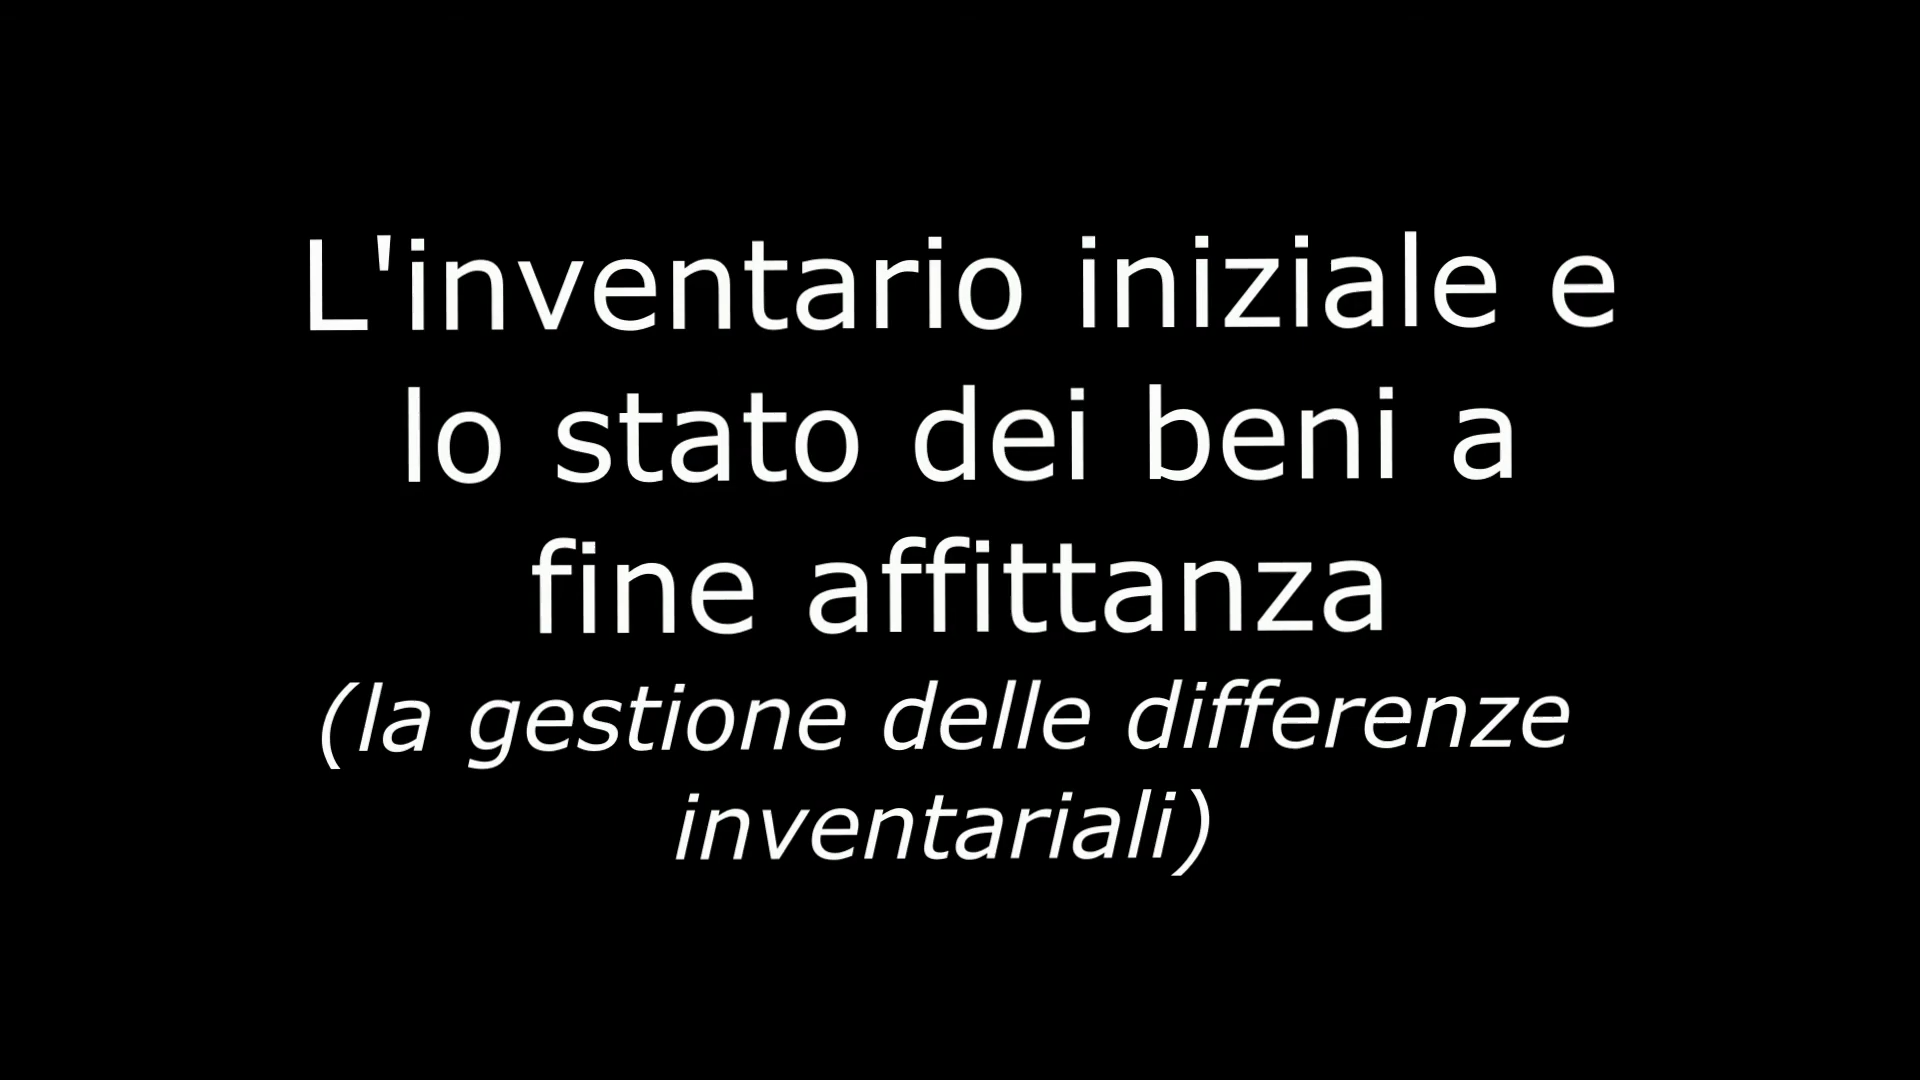 L'inventario iniziale e
lo stato dei beni a
fine affittanza
(la gestione delle differenze
inventariali)